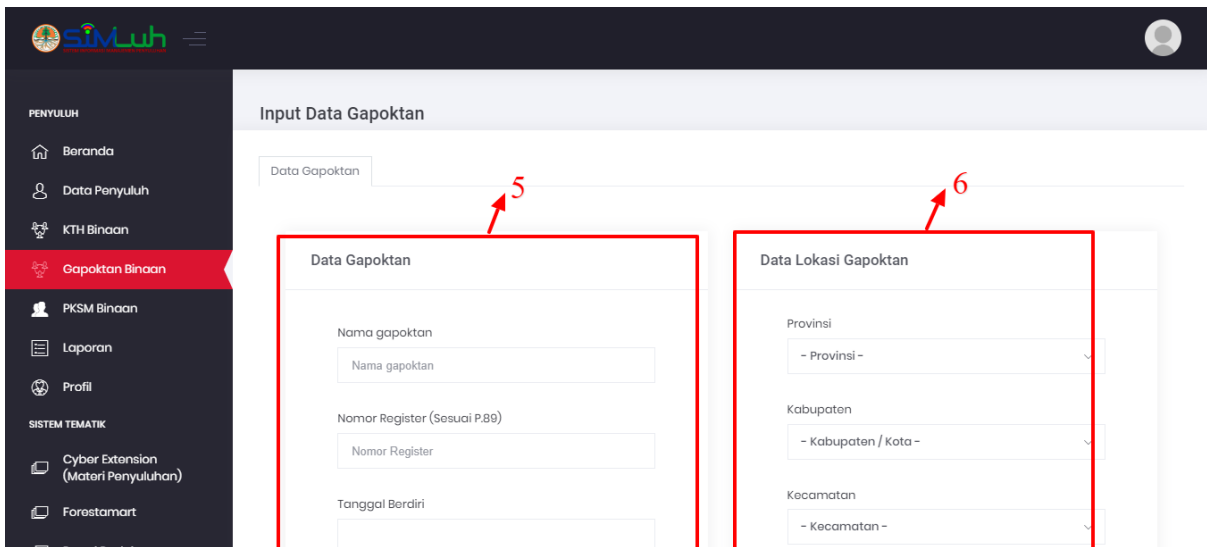 SIMLuh
PENYULUH
Beranda
Data Penyuluh
KTH Binaan
Gapoktan Binaan
PKSM Binaan
Laporan
Profil
SISTEM TEMATIK
Cyber Extension
(Materi Penyuluhan)
Forestamart
Input Data Gapoktan
Data Gapoktan
5
6
Data Gapoktan
Nama gapoktan
Nama gapoktan
Nomor Register (Sesuai P.89)
Nomor Register
Tanggal Berdiri
Data Lokasi Gapoktan
Provinsi
- Provinsi -
Kabupaten
- Kabupaten / Kota -
Kecamatan
- Kecamatan -